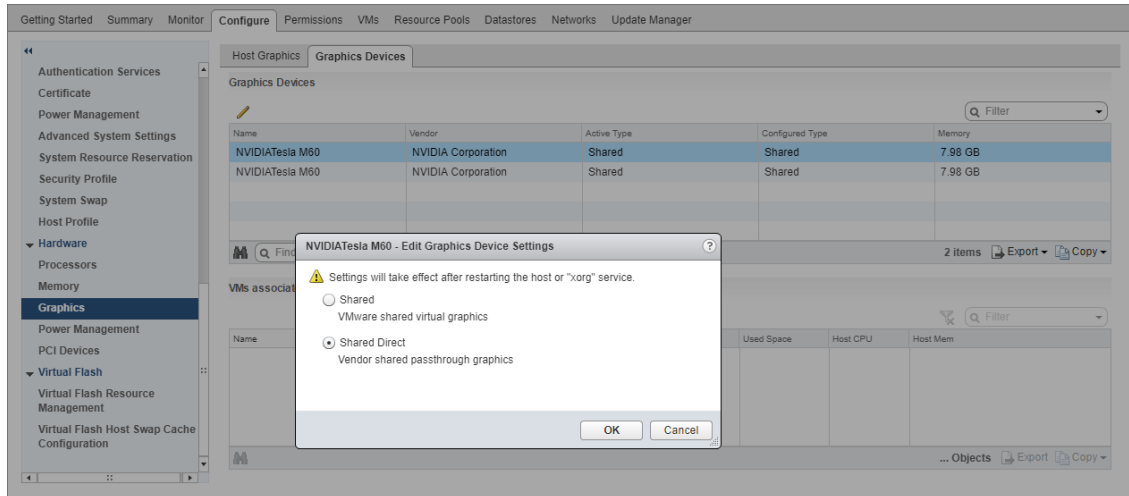 Getting Started Summary Monitor Configure Permissions VMs Resource Pools Datastores Networks Update Manager
Authentication Services
Certificate
Power Management
Advanced System Settings
System Resource Reservation
Security Profile
System Swap
Host Profile
Hardware
Processors
Memory
Graphics
Power Management
PCI Devices
Virtual Flash
Virtual Flash Resource
Management
Virtual Flash Host Swap Cache
Configuration
Host Graphics Graphics Devices
Graphics Devices
Filter
Name Vendor Active Type Configured Type Memory
NVIDIATesla M60 NVIDIA Corporation Shared Shared 7.98 GB
NVIDIATesla M60 NVIDIA Corporation Shared Shared 7.98 GB
Find
2 items Export Copy
VMs associat
Filter
Name Used Space Host CPU Host Mem
... Objects Export Copy
NVIDIATesla M60 - Edit Graphics Device Settings ?
Settings will take effect after restarting the host or "xorg" service.
Shared
VMware shared virtual graphics
Shared Direct
Vendor shared passthrough graphics
OK Cancel